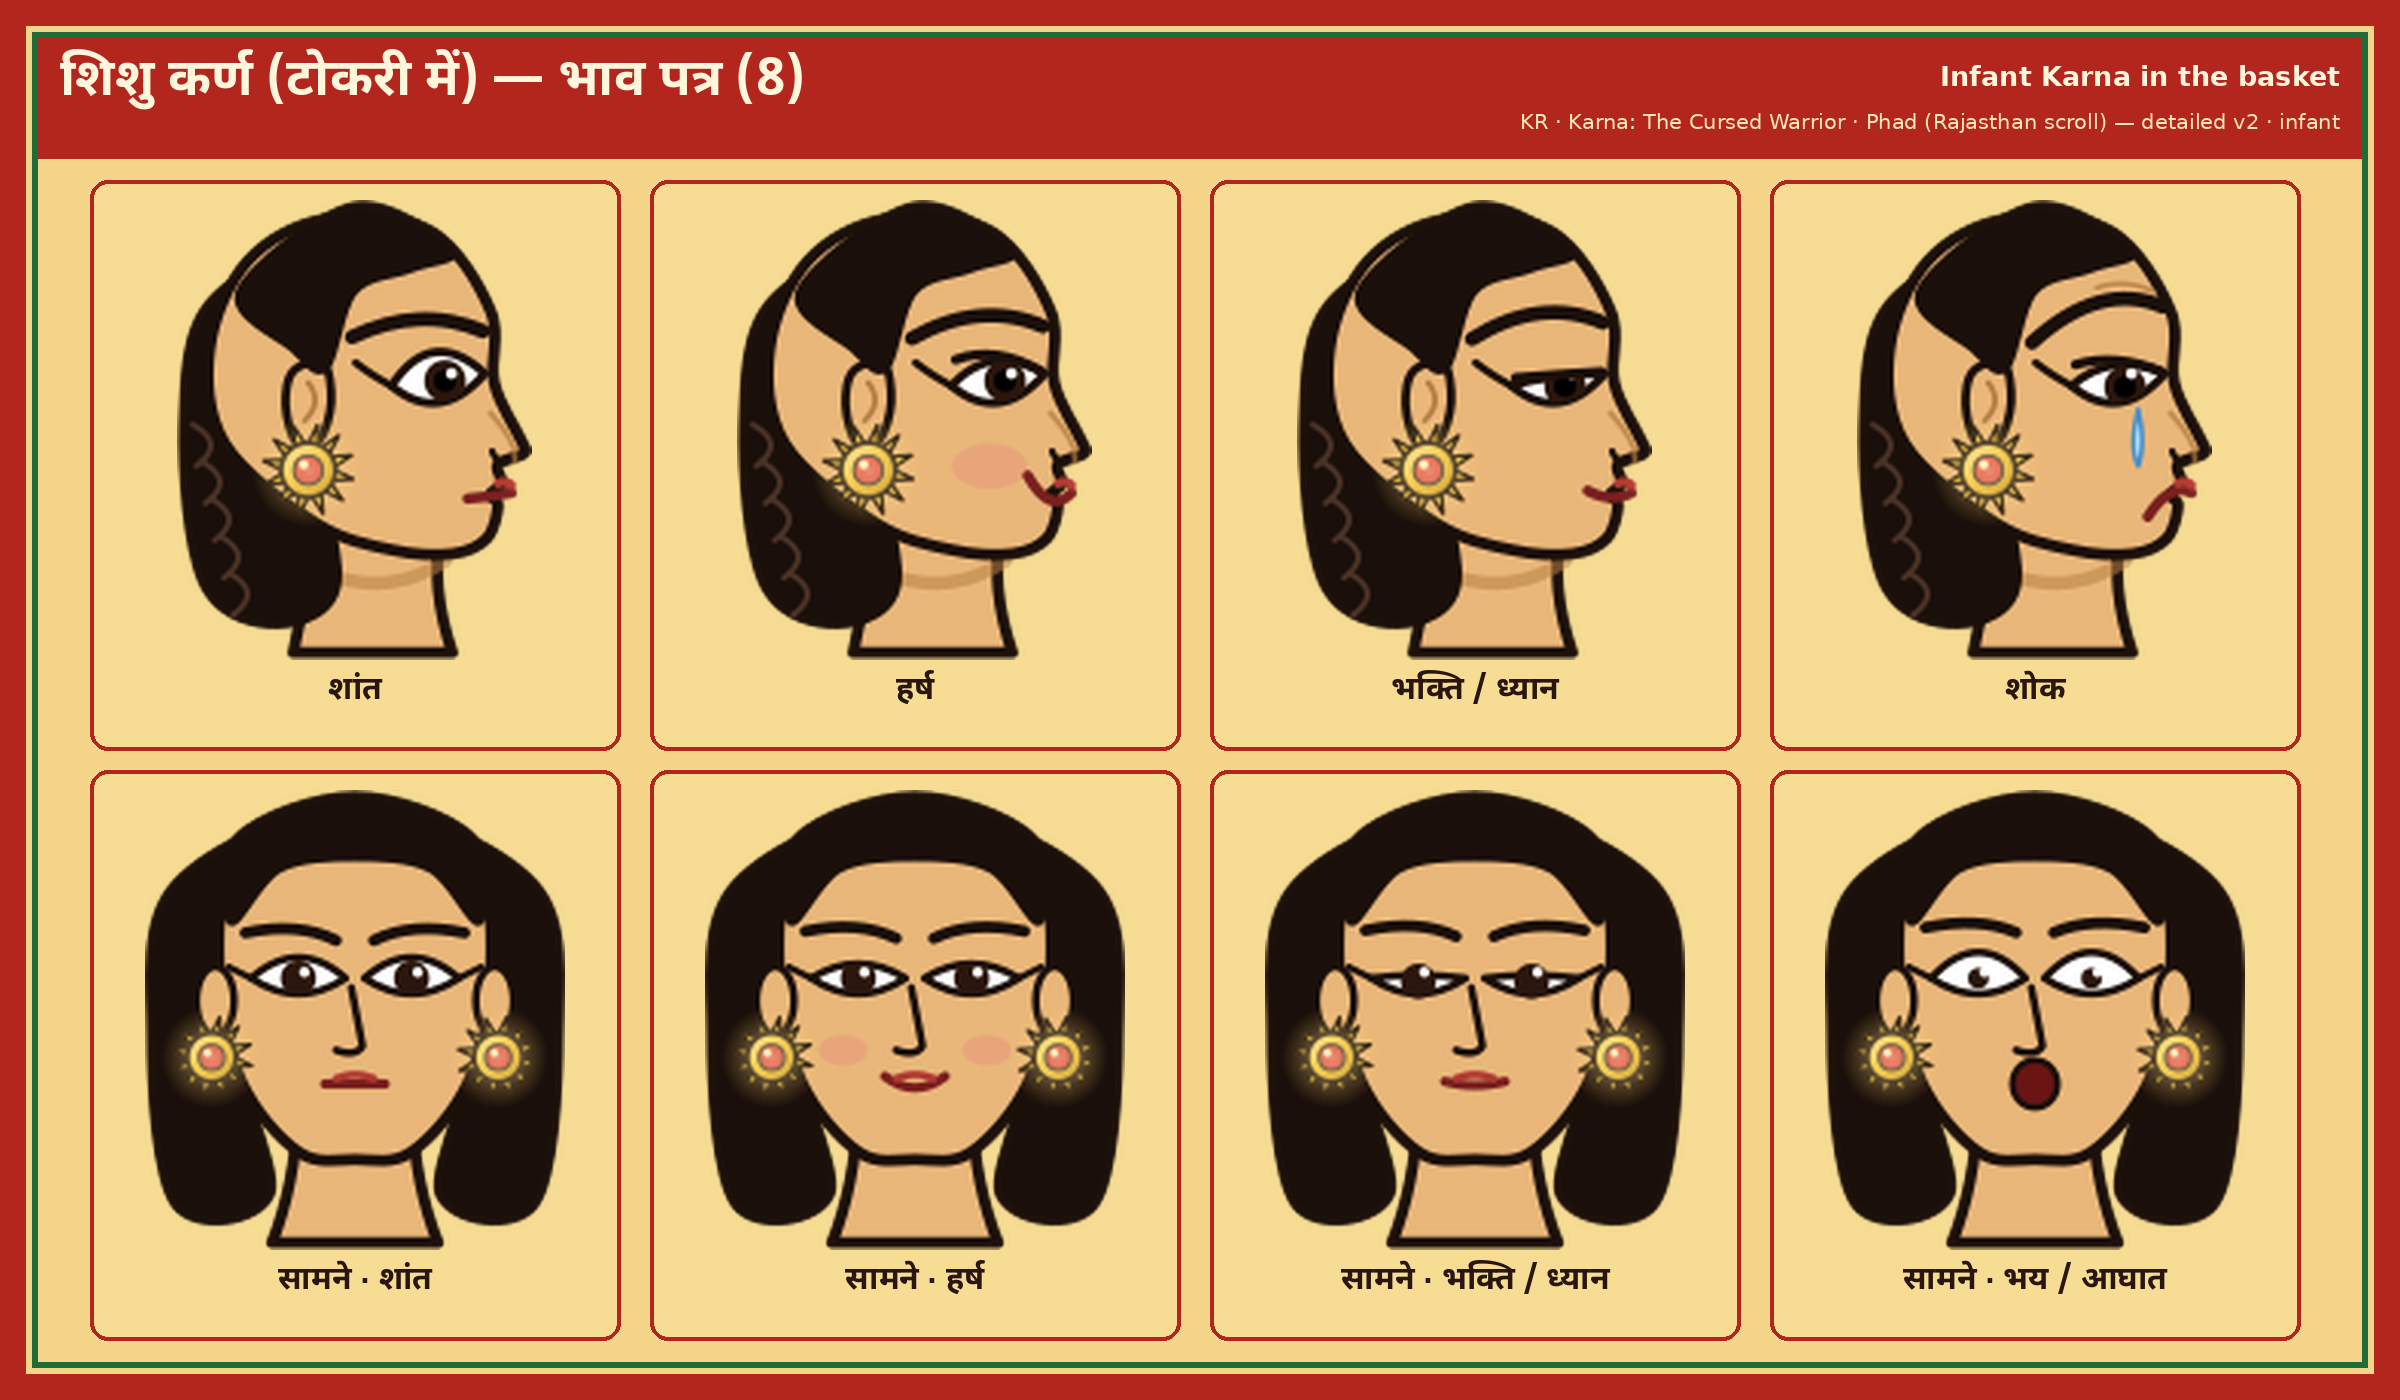 शिशु कर्ण (टोकरी में) — भाव पत्र (8)
Infant Karna in the basket
KR · Karna: The Cursed Warrior · Phad (Rajasthan scroll) — detailed v2 · infant
शांत
हर्ष
भक्ति / ध्यान
शोक
सामने · शांत
सामने · हर्ष
सामने · भक्ति / ध्यान
सामने · भय / आघात